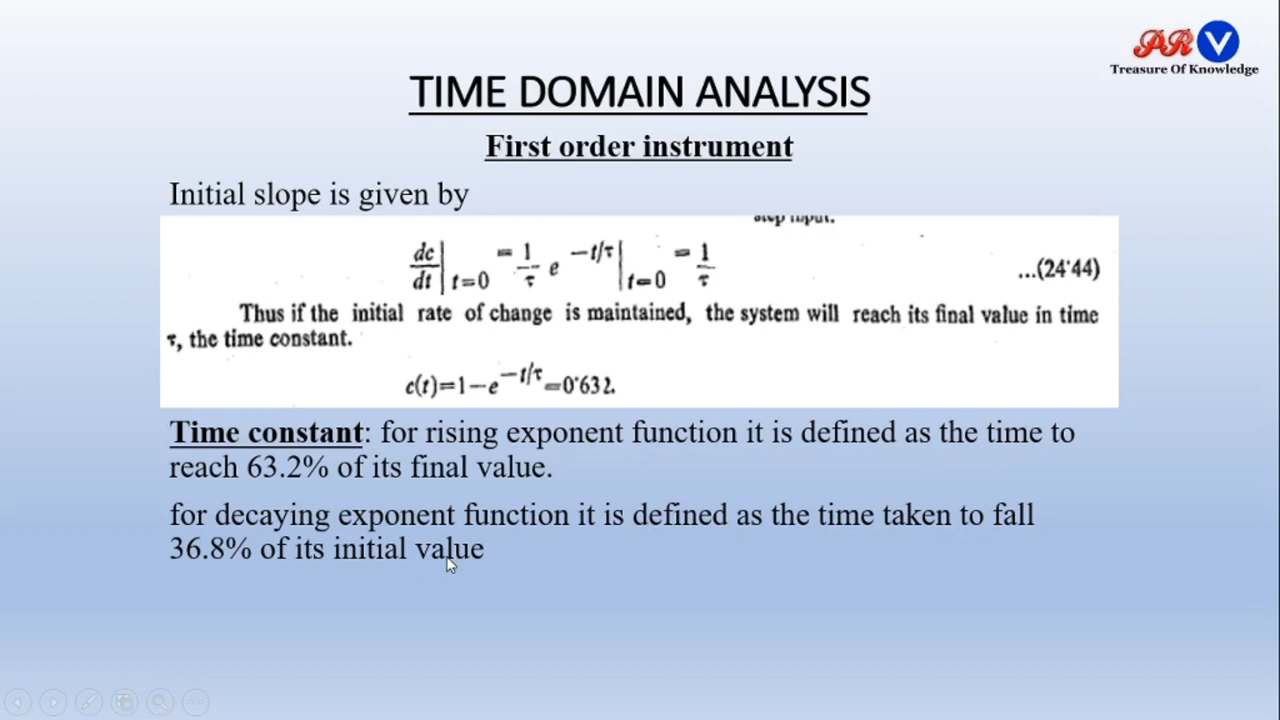 PR V
Treasure Of Knowledge
TIME DOMAIN ANALYSIS
First order instrument
Initial slope is given by
step input.
dc/dt | t=0 = 1/τ e −t/τ | t=0 = 1/τ ...(24·44)
Thus if the initial rate of change is maintained, the system will reach its final value in time
τ, the time constant.
c(t)=1−e −t/τ =0·632.
Time constant: for rising exponent function it is defined as the time to
reach 63.2% of its final value.
for decaying exponent function it is defined as the time taken to fall
36.8% of its initial value